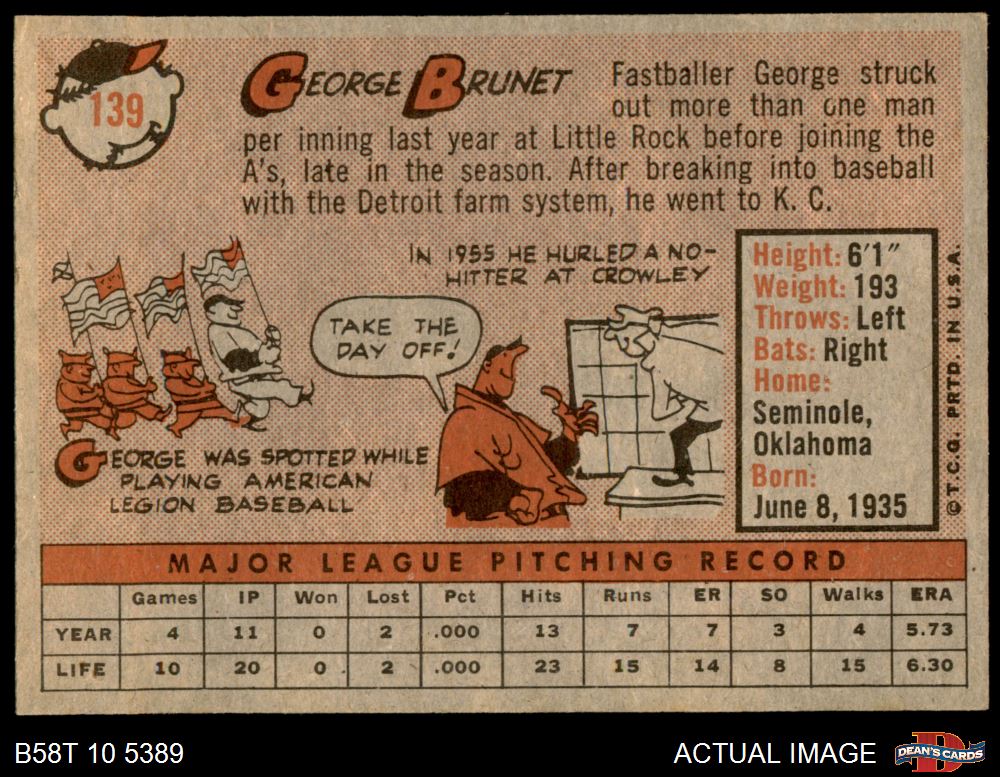 139
GEORGE BRUNET Fastballer George struck
out more than one man
per inning last year at Little Rock before joining the
A's, late in the season. After breaking into baseball
with the Detroit farm system, he went to K. C.
IN 1955 HE HURLED A NO-
HITTER AT CROWLEY
TAKE THE
DAY OFF!
GEORGE WAS SPOTTED WHILE
PLAYING AMERICAN
LEGION BASEBALL
Height: 6'1"
Weight: 193
Throws: Left
Bats: Right
Home:
Seminole,
Oklahoma
Born:
June 8, 1935
© T.C.G. PRTD. IN U.S.A.
MAJOR LEAGUE PITCHING RECORD
Games IP Won Lost Pct Hits Runs ER SO Walks ERA
YEAR 4 11 0 2 .000 13 7 7 3 4 5.73
LIFE 10 20 0 2 .000 23 15 14 8 15 6.30
B58T 10 5389
ACTUAL IMAGE
DEAN'S CARDS